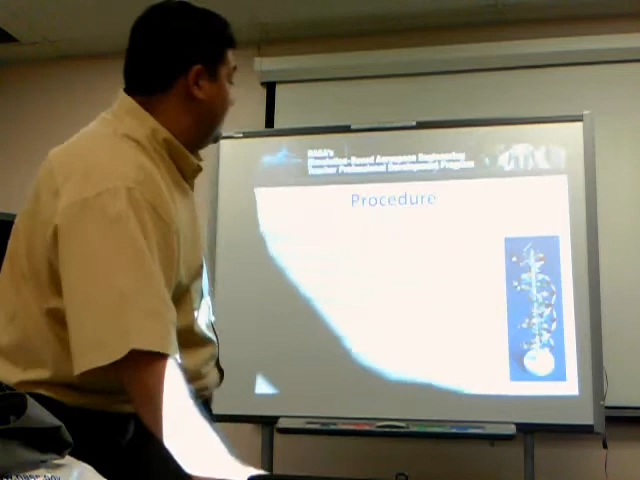 NASA's
Simulation-Based Aerospace Engineering
Teacher Professional Development Program
Procedure